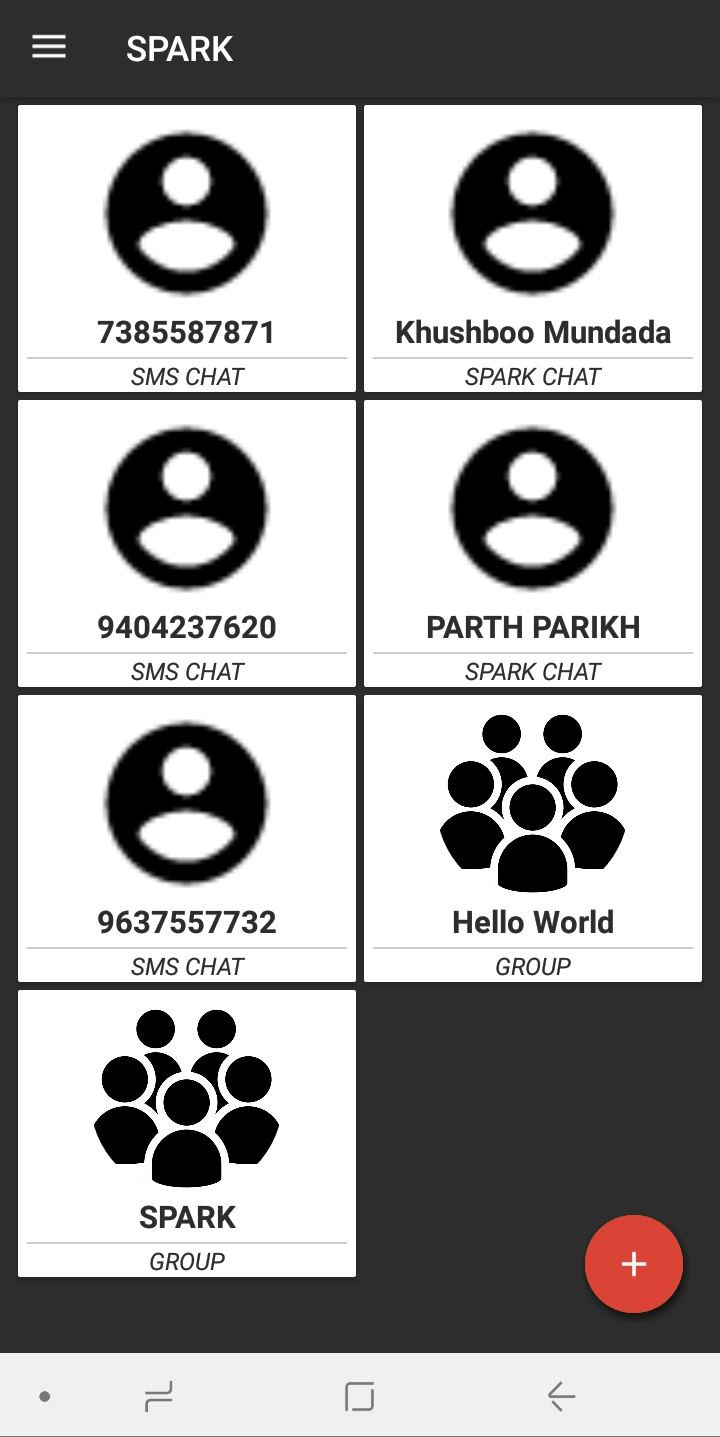 SPARK
7385587871
SMS CHAT
Khushboo Mundada
SPARK CHAT
9404237620
SMS CHAT
PARTH PARIKH
SPARK CHAT
9637557732
SMS CHAT
Hello World
GROUP
SPARK
GROUP